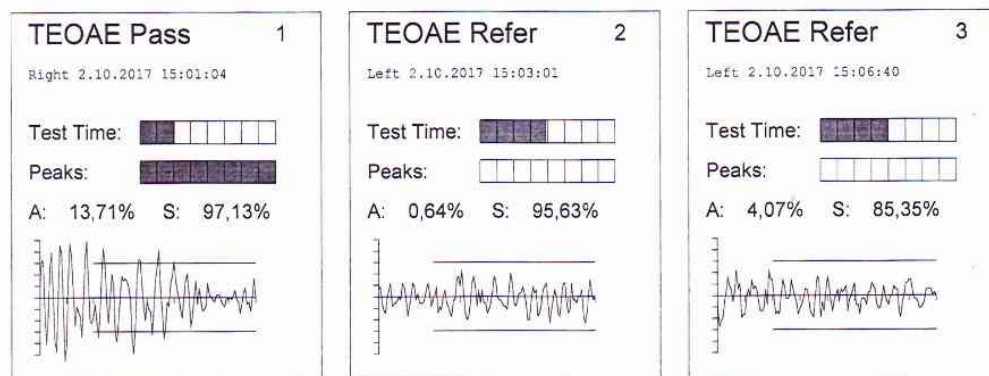 TEOAE Pass 1
Right 2.10.2017 15:01:04
Test Time:
Peaks:
A: 13,71% S: 97,13%
TEOAE Refer 2
Left 2.10.2017 15:03:01
Test Time:
Peaks:
A: 0,64% S: 95,63%
TEOAE Refer 3
Left 2.10.2017 15:06:40
Test Time:
Peaks:
A: 4,07% S: 85,35%